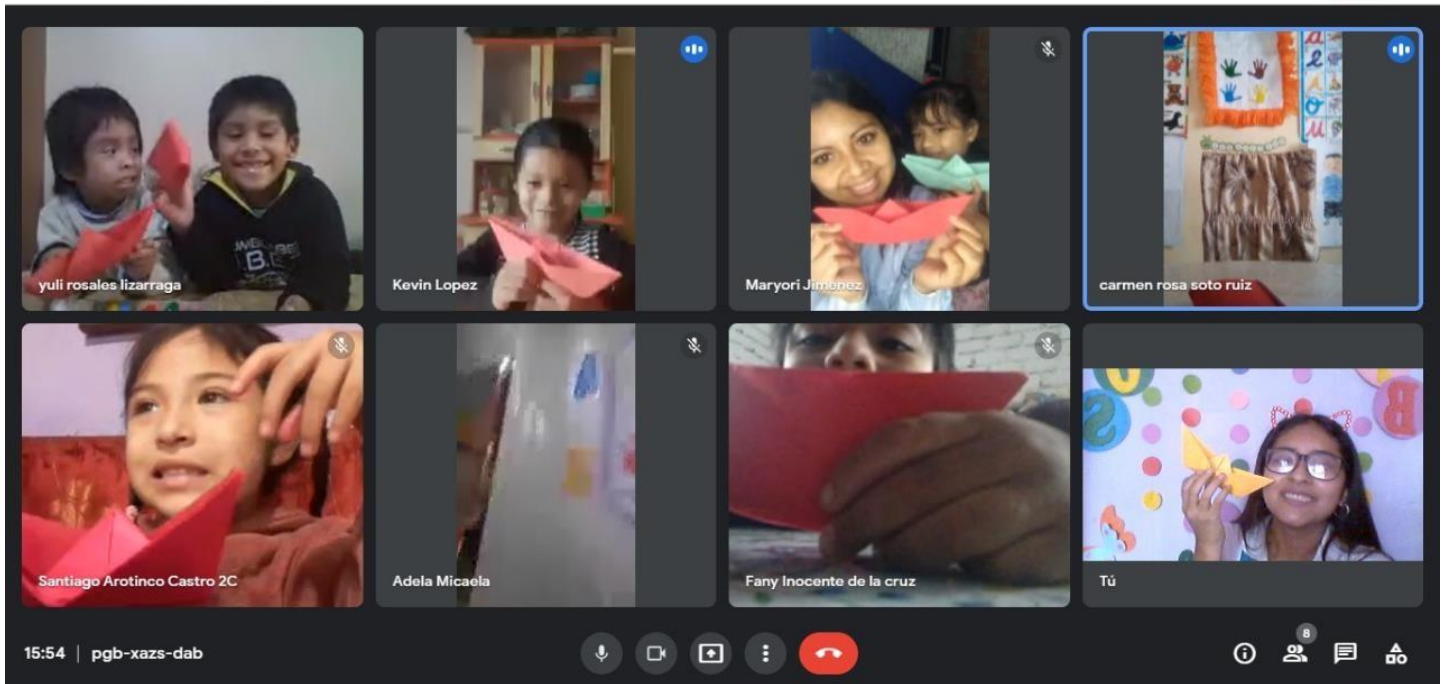 yuli rosales lizarraga
Kevin Lopez
Maryori Jimenez
carmen rosa soto ruiz
Santiago Arotinco Castro 2C
Adela Micaela
Fany Inocente de la cruz
Tú
15:54 | pgb-xazs-dab
8